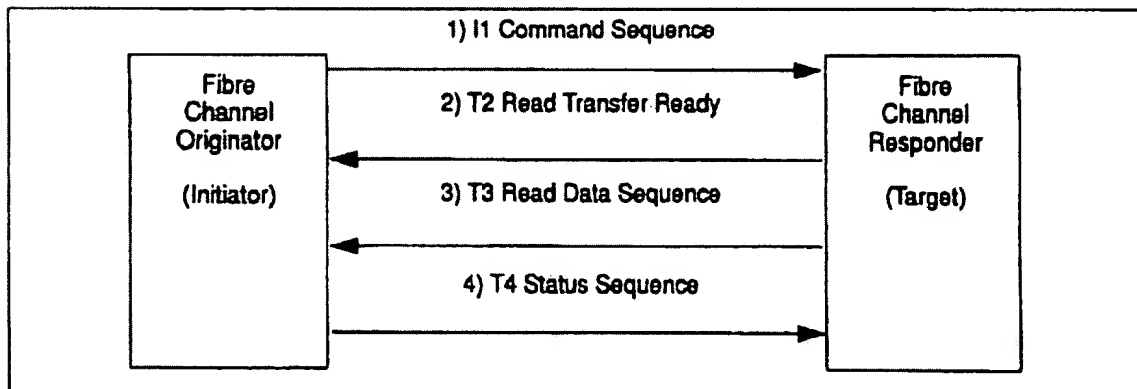 1) I1 Command Sequence
Fibre
Channel
Originator
(Initiator)
2) T2 Read Transfer Ready
3) T3 Read Data Sequence
4) T4 Status Sequence
Fibre
Channel
Responder
(Target)